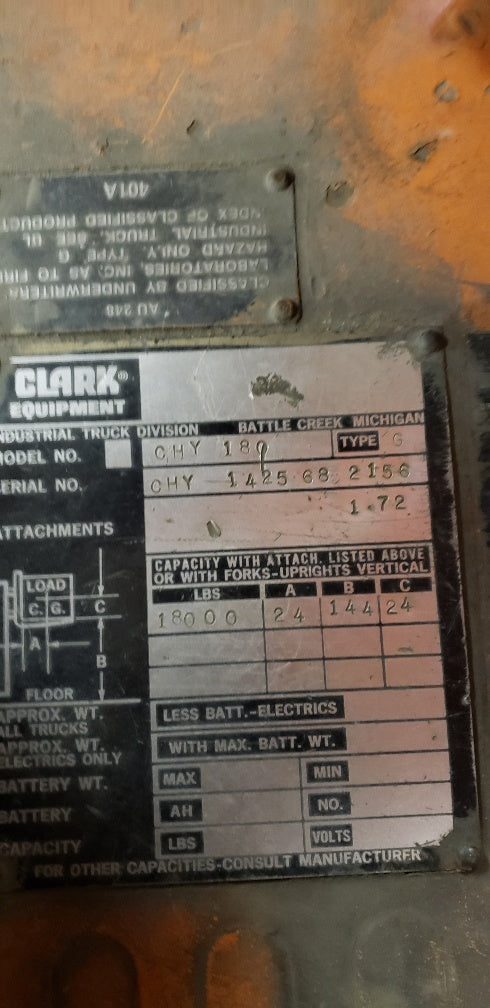 401A
INDEX OF CLASSIFIED PRODUCT
INDUSTRIAL TRUCK. SEE UL
HAZARD ONLY. TYPE G
LABORATORIES, INC. AS TO FIRE
CLASSIFIED BY UNDERWRITERS
AU 248
CLARK®
EQUIPMENT
NDUSTRIAL TRUCK DIVISION BATTLE CREEK MICHIGAN
MODEL NO. CHY 180 TYPE G
ERIAL NO. CHY 1425 68 2156
1.72
ATTACHMENTS
CAPACITY WITH ATTACH. LISTED ABOVE
OR WITH FORKS-UPRIGHTS VERTICAL
LBS A B C
18000 24 144 24
LOAD
C. G. C
A
B
FLOOR
APPROX. WT.
ALL TRUCKS LESS BATT.-ELECTRICS
APPROX. WT.
ELECTRICS ONLY WITH MAX. BATT. WT.
BATTERY WT. MAX MIN
BATTERY AH NO.
CAPACITY LBS VOLTS
FOR OTHER CAPACITIES-CONSULT MANUFACTURER